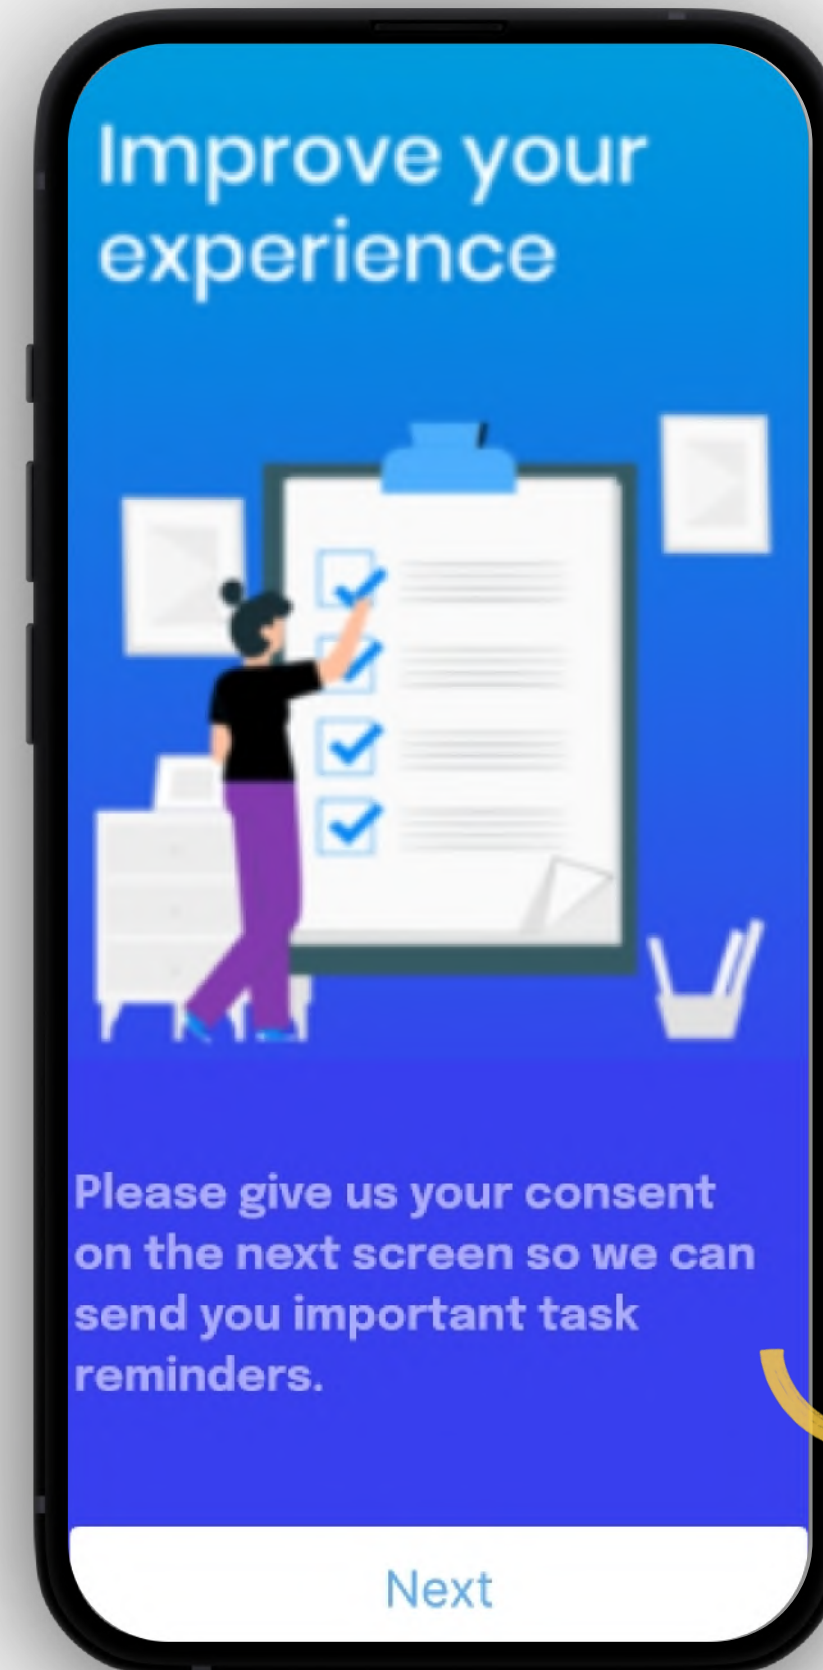 Improve your
experience
Please give us your consent
on the next screen so we can
send you important task
reminders.
Next